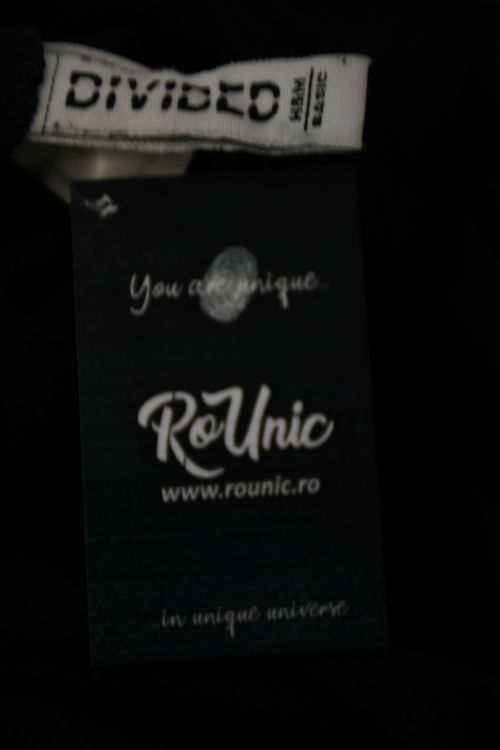 DIVIDED
H&M
BASIC
You are unique..
RoUnic
www.rounic.ro
...in unique universe